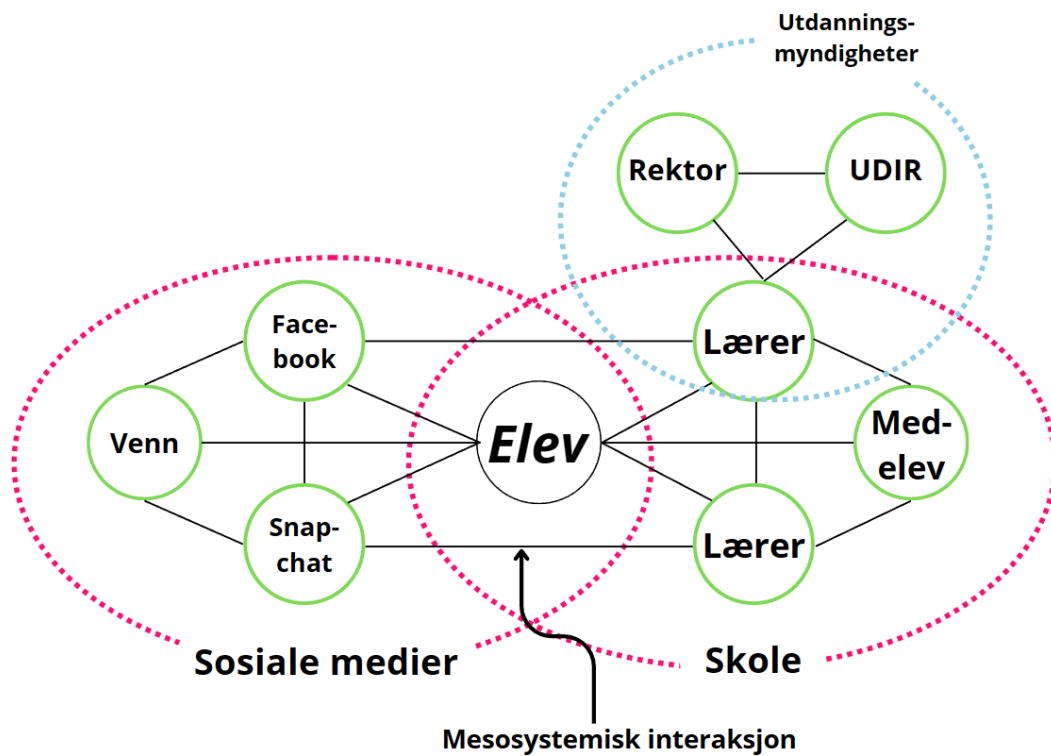 Utdannings-
myndigheter
Rektor
UDIR
Face-
book
Lærer
Venn
Elev
Med-
elev
Snap-
chat
Lærer
Sosiale medier
Skole
Mesosystemisk interaksjon